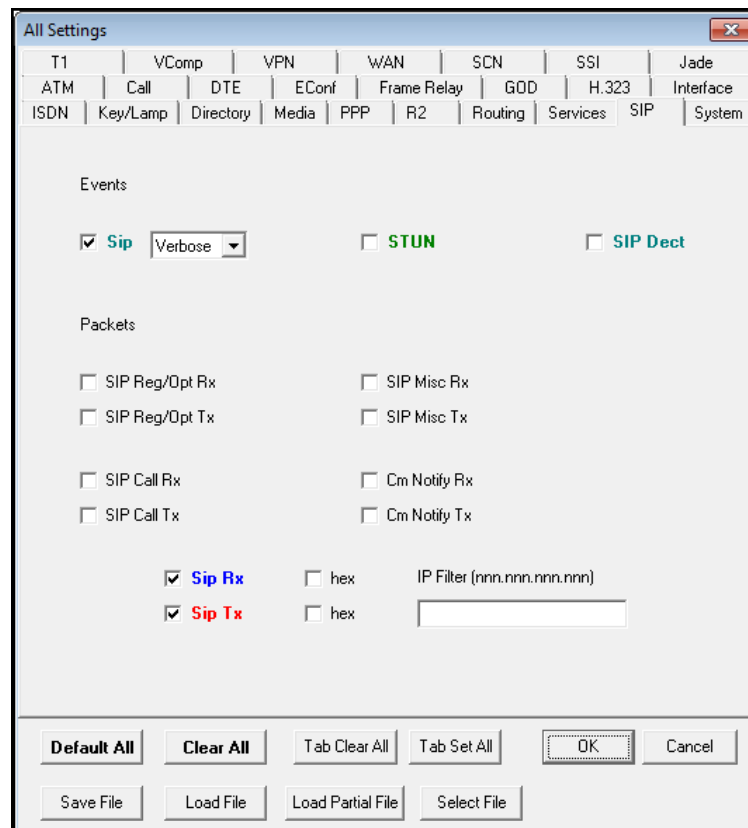 All Settings
T1 VComp VPN WAN SCN SSI Jade
ATM Call DTE EConf Frame Relay GOD H.323 Interface
ISDN Key/Lamp Directory Media PPP R2 Routing Services SIP System
Events
Sip Verbose STUN SIP Dect
Packets
SIP Reg/Opt Rx SIP Misc Rx
SIP Reg/Opt Tx SIP Misc Tx
SIP Call Rx Cm Notify Rx
SIP Call Tx Cm Notify Tx
Sip Rx hex IP Filter (nnn.nnn.nnn.nnn)
Sip Tx hex
Default All Clear All Tab Clear All Tab Set All OK Cancel
Save File Load File Load Partial File Select File